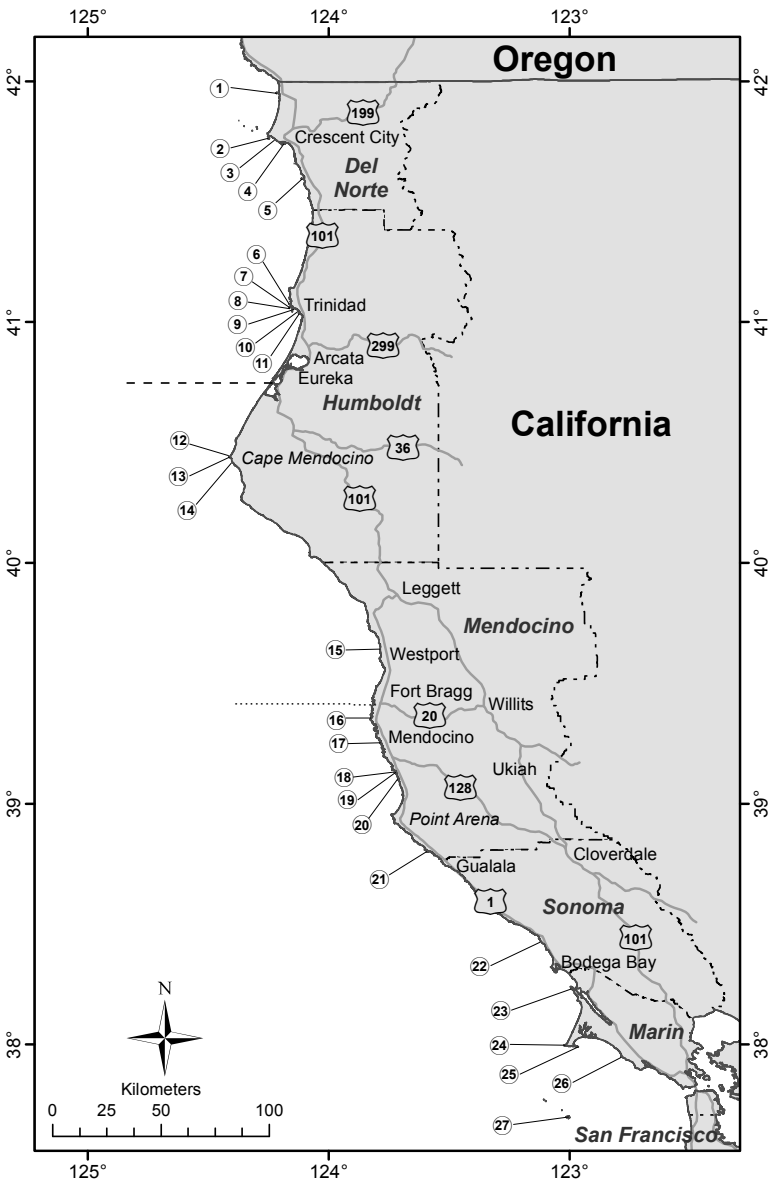 125°
124°
123°
Oregon
42°
42°
1
199
2
Crescent City
3
Del
Norte
4
5
101
6
7
8
Trinidad
9
41°
41°
10
299
11
Arcata
Eureka
Humboldt
California
12
36
Cape Mendocino
13
101
14
40°
40°
Leggett
Mendocino
15
Westport
Fort Bragg
Willits
16
20
17
Mendocino
Ukiah
18
128
19
39°
39°
20
Point Arena
Cloverdale
21
Gualala
1
Sonoma
101
22
Bodega Bay
23
N
Marin
38°
38°
24
25
26
Kilometers
0 25 50 100
27
San Francisco
125°
124°
123°